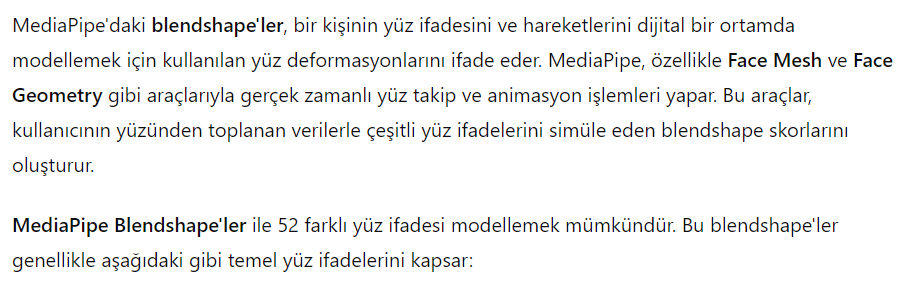 MediaPipe'daki blendshape'ler, bir kişinin yüz ifadesini ve hareketlerini dijital bir ortamda
modellemek için kullanılan yüz deformasyonlarını ifade eder. MediaPipe, özellikle Face Mesh ve Face
Geometry gibi araçlarıyla gerçek zamanlı yüz takip ve animasyon işlemleri yapar. Bu araçlar,
kullanıcının yüzünden toplanan verilerle çeşitli yüz ifadelerini simüle eden blendshape skorlarını
oluşturur.
MediaPipe Blendshape'ler ile 52 farklı yüz ifadesi modellemek mümkündür. Bu blendshape'ler
genellikle aşağıdaki gibi temel yüz ifadelerini kapsar: